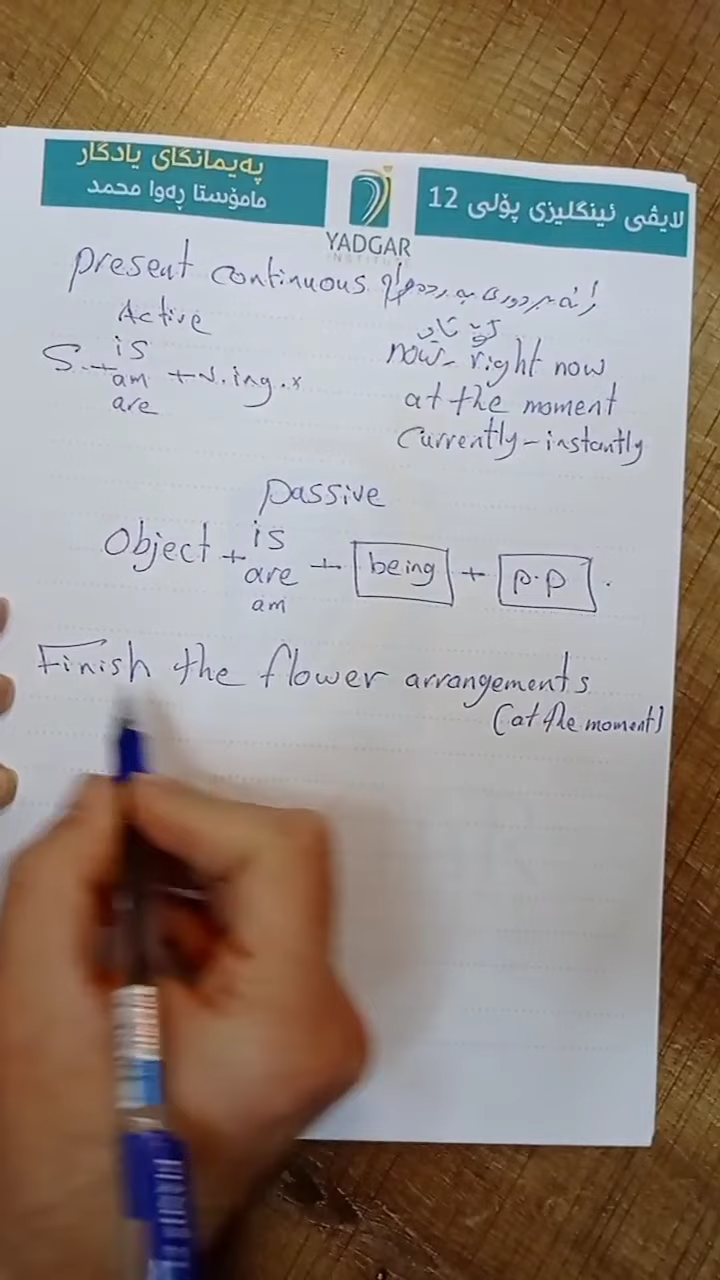 پەیمانگای یادگار
مامۆستا ڕەوا محمد
YADGAR
INSTITUTE
لایڤی ئینگلیزی پۆلی 12
present continuous
Active
S. + is am are + v.ing.x
now - right now
at the moment
Currently - instantly
passive
Object + is are am + being + p.p.
Finish the flower arrangements
(at the moment)